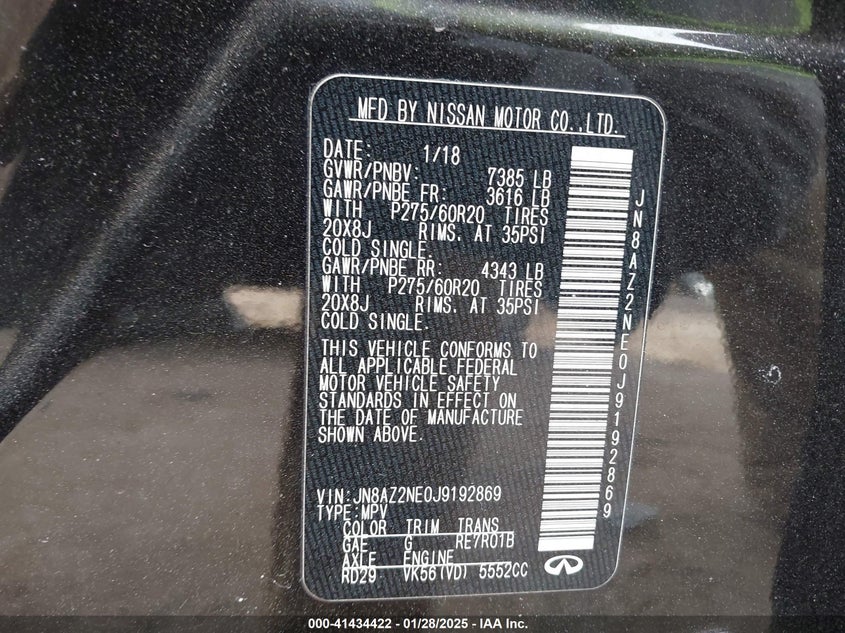 MFD BY NISSAN MOTOR CO.,LTD.
DATE: 1/18
GVWR/PNBV: 7385 LB
GAWR/PNBE FR: 3616 LB
WITH P275/60R20 TIRES
20X8J RIMS. AT 35PSI
COLD SINGLE.
GAWR/PNBE RR: 4343 LB
WITH P275/60R20 TIRES
20X8J RIMS. AT 35PSI
COLD SINGLE.
THIS VEHICLE CONFORMS TO
ALL APPLICABLE FEDERAL
MOTOR VEHICLE SAFETY
STANDARDS IN EFFECT ON
THE DATE OF MANUFACTURE
SHOWN ABOVE.
VIN:JN8AZ2NE0J9192869
TYPE:MPV
COLOR TRIM TRANS
GAE G RE7R01B
AXLE ENGINE
RD29 VK56(VD) 5552CC
JN8AZ2NE0J9192869
000-41434422 - 01/28/2025 - IAA Inc.